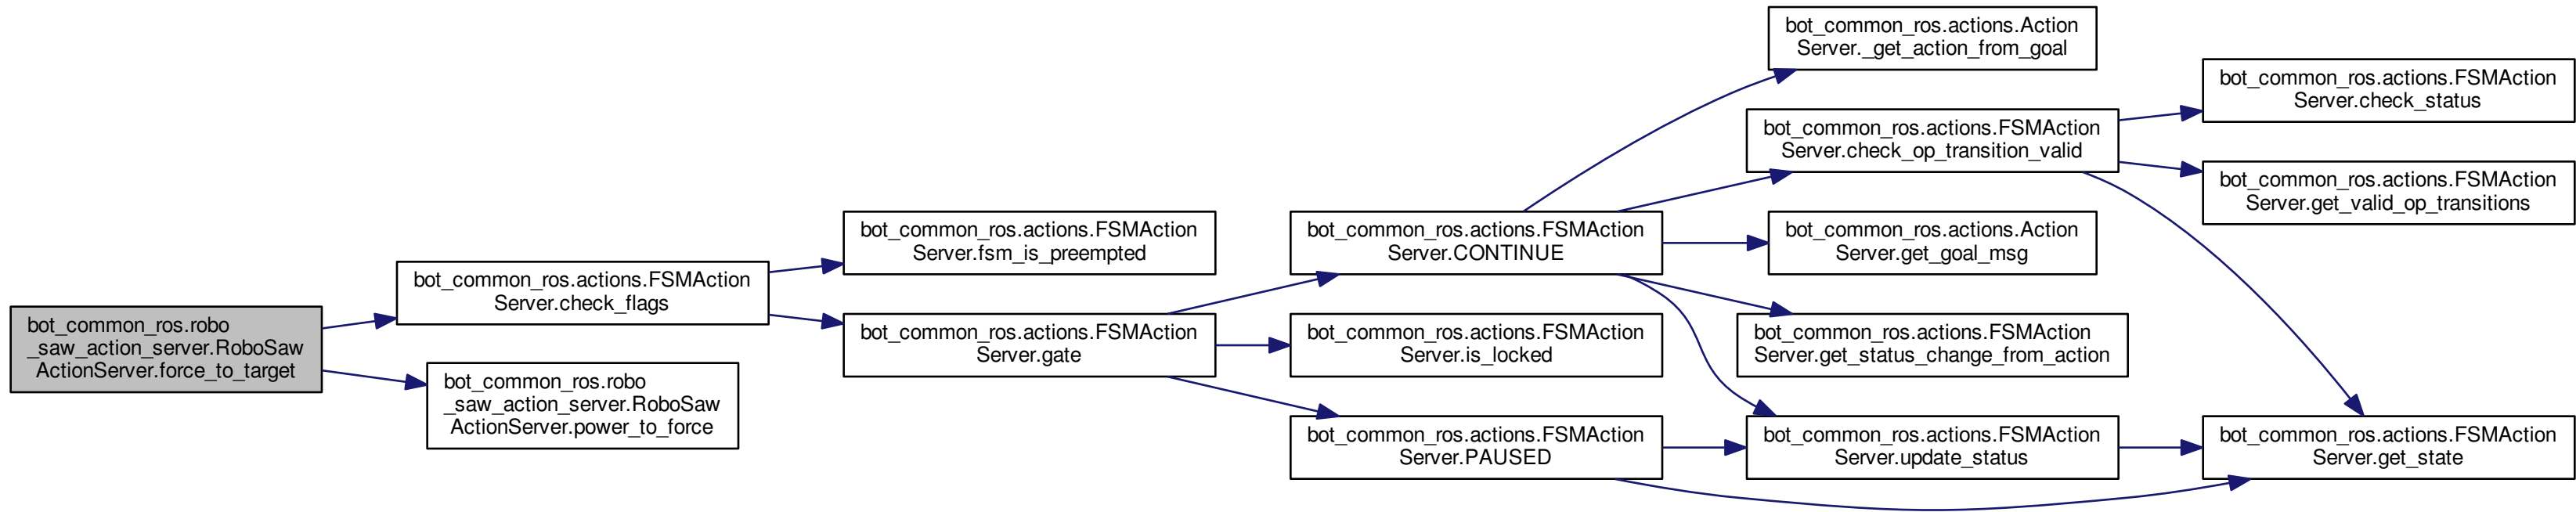 bot_common_ros.robo
_saw_action_server.RoboSaw
ActionServer.force_to_target
bot_common_ros.actions.FSMAction
Server.check_flags
bot_common_ros.robo
_saw_action_server.RoboSaw
ActionServer.power_to_force
bot_common_ros.actions.FSMAction
Server.fsm_is_preempted
bot_common_ros.actions.FSMAction
Server.gate
bot_common_ros.actions.FSMAction
Server.CONTINUE
bot_common_ros.actions.FSMAction
Server.is_locked
bot_common_ros.actions.FSMAction
Server.PAUSED
bot_common_ros.actions.Action
Server._get_action_from_goal
bot_common_ros.actions.FSMAction
Server.check_op_transition_valid
bot_common_ros.actions.Action
Server.get_goal_msg
bot_common_ros.actions.FSMAction
Server.get_status_change_from_action
bot_common_ros.actions.FSMAction
Server.update_status
bot_common_ros.actions.FSMAction
Server.check_status
bot_common_ros.actions.FSMAction
Server.get_valid_op_transitions
bot_common_ros.actions.FSMAction
Server.get_state